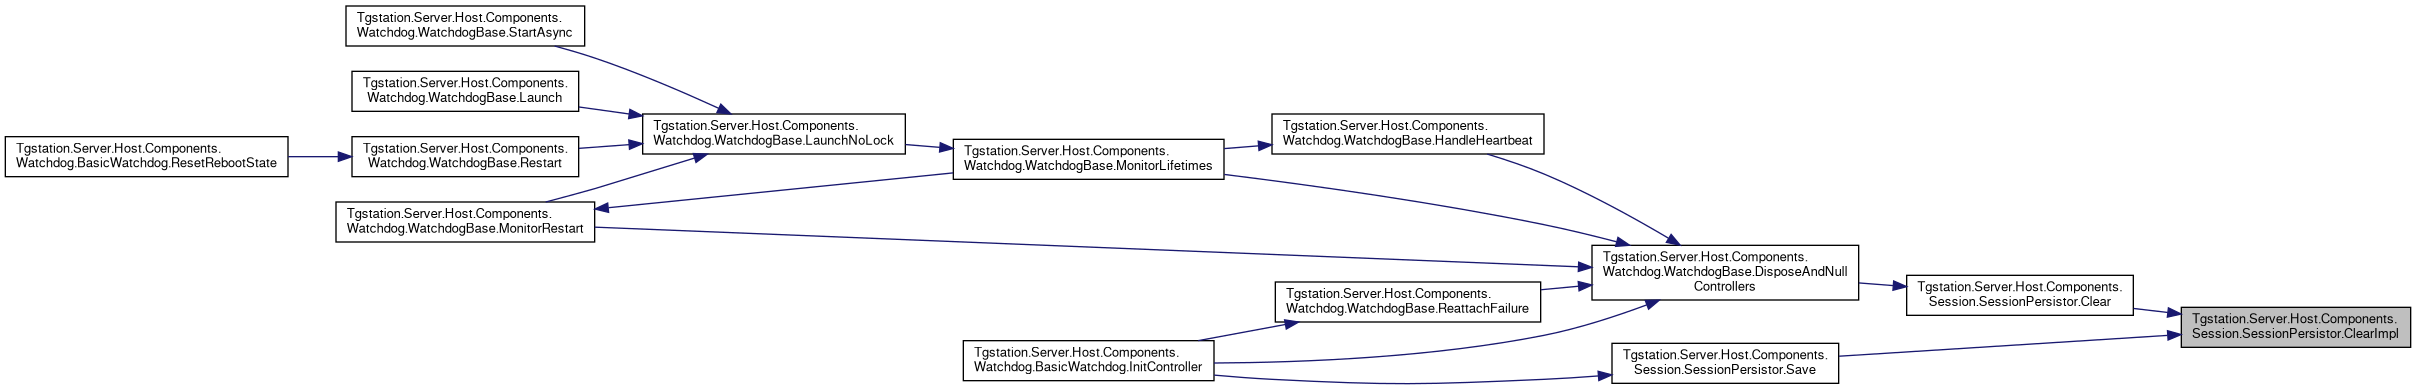 Tgstation.Server.Host.Components.
Watchdog.WatchdogBase.StartAsync
Tgstation.Server.Host.Components.
Watchdog.WatchdogBase.Launch
Tgstation.Server.Host.Components.
Watchdog.BasicWatchdog.ResetRebootState
Tgstation.Server.Host.Components.
Watchdog.WatchdogBase.Restart
Tgstation.Server.Host.Components.
Watchdog.WatchdogBase.LaunchNoLock
Tgstation.Server.Host.Components.
Watchdog.WatchdogBase.MonitorRestart
Tgstation.Server.Host.Components.
Watchdog.WatchdogBase.MonitorLifetimes
Tgstation.Server.Host.Components.
Watchdog.WatchdogBase.HandleHeartbeat
Tgstation.Server.Host.Components.
Watchdog.WatchdogBase.DisposeAndNull
Controllers
Tgstation.Server.Host.Components.
Watchdog.WatchdogBase.ReattachFailure
Tgstation.Server.Host.Components.
Watchdog.BasicWatchdog.InitController
Tgstation.Server.Host.Components.
Session.SessionPersistor.Clear
Tgstation.Server.Host.Components.
Session.SessionPersistor.Save
Tgstation.Server.Host.Components.
Session.SessionPersistor.ClearImpl